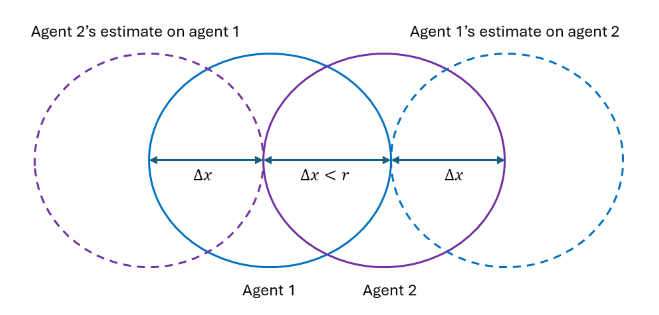 Agent 2’s estimate on agent 1
Agent 1’s estimate on agent 2
Δx
Δx < r
Δx
Agent 1
Agent 2